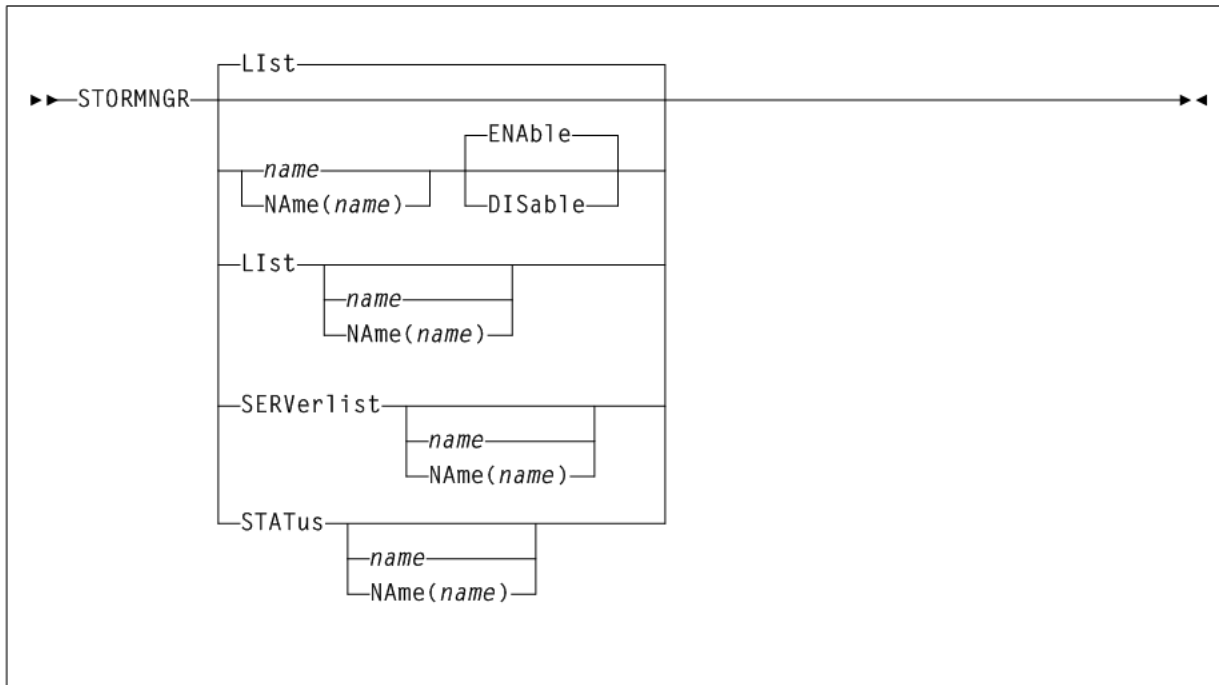 LIst
STORMNGR
ENAble
name
NAme(name)
DISable
LIst
name
NAme(name)
SERVerlist
name
NAme(name)
STATus
name
NAme(name)